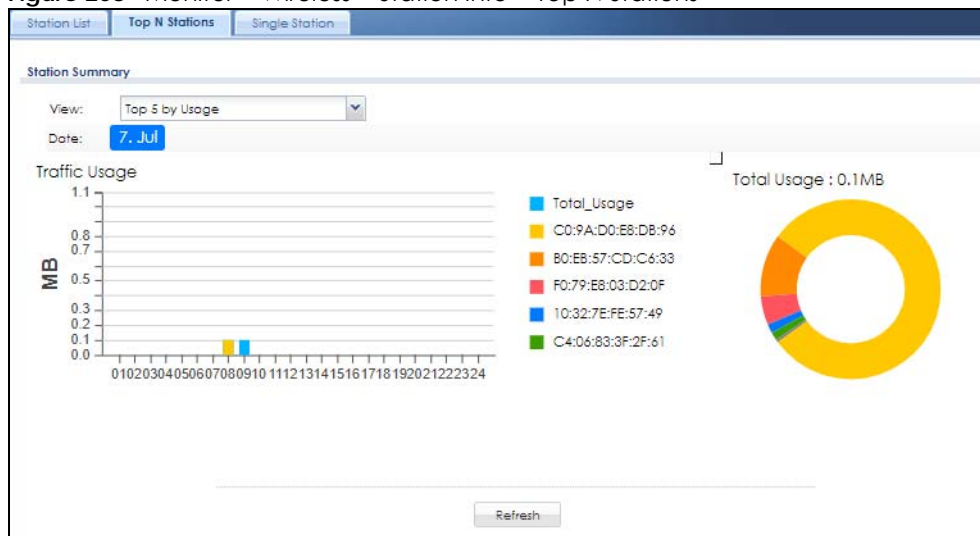 Station List Top N Stations Single Station
Station Summary
View: Top 5 by Usage
Date: 7. Jul
Traffic Usage
Total Usage : 0.1MB
1.1
0.8
0.7
0.5
0.3
0.2
0.1
0.0
MB
01020304050607080910 1112131415161718192021222324
Total_Usage
C0:9A:D0:E8:DB:96
B0:EB:57:CD:C6:33
F0:79:E8:03:D2:0F
10:32:7E:FE:57:49
C4:06:83:3F:2F:61
Refresh